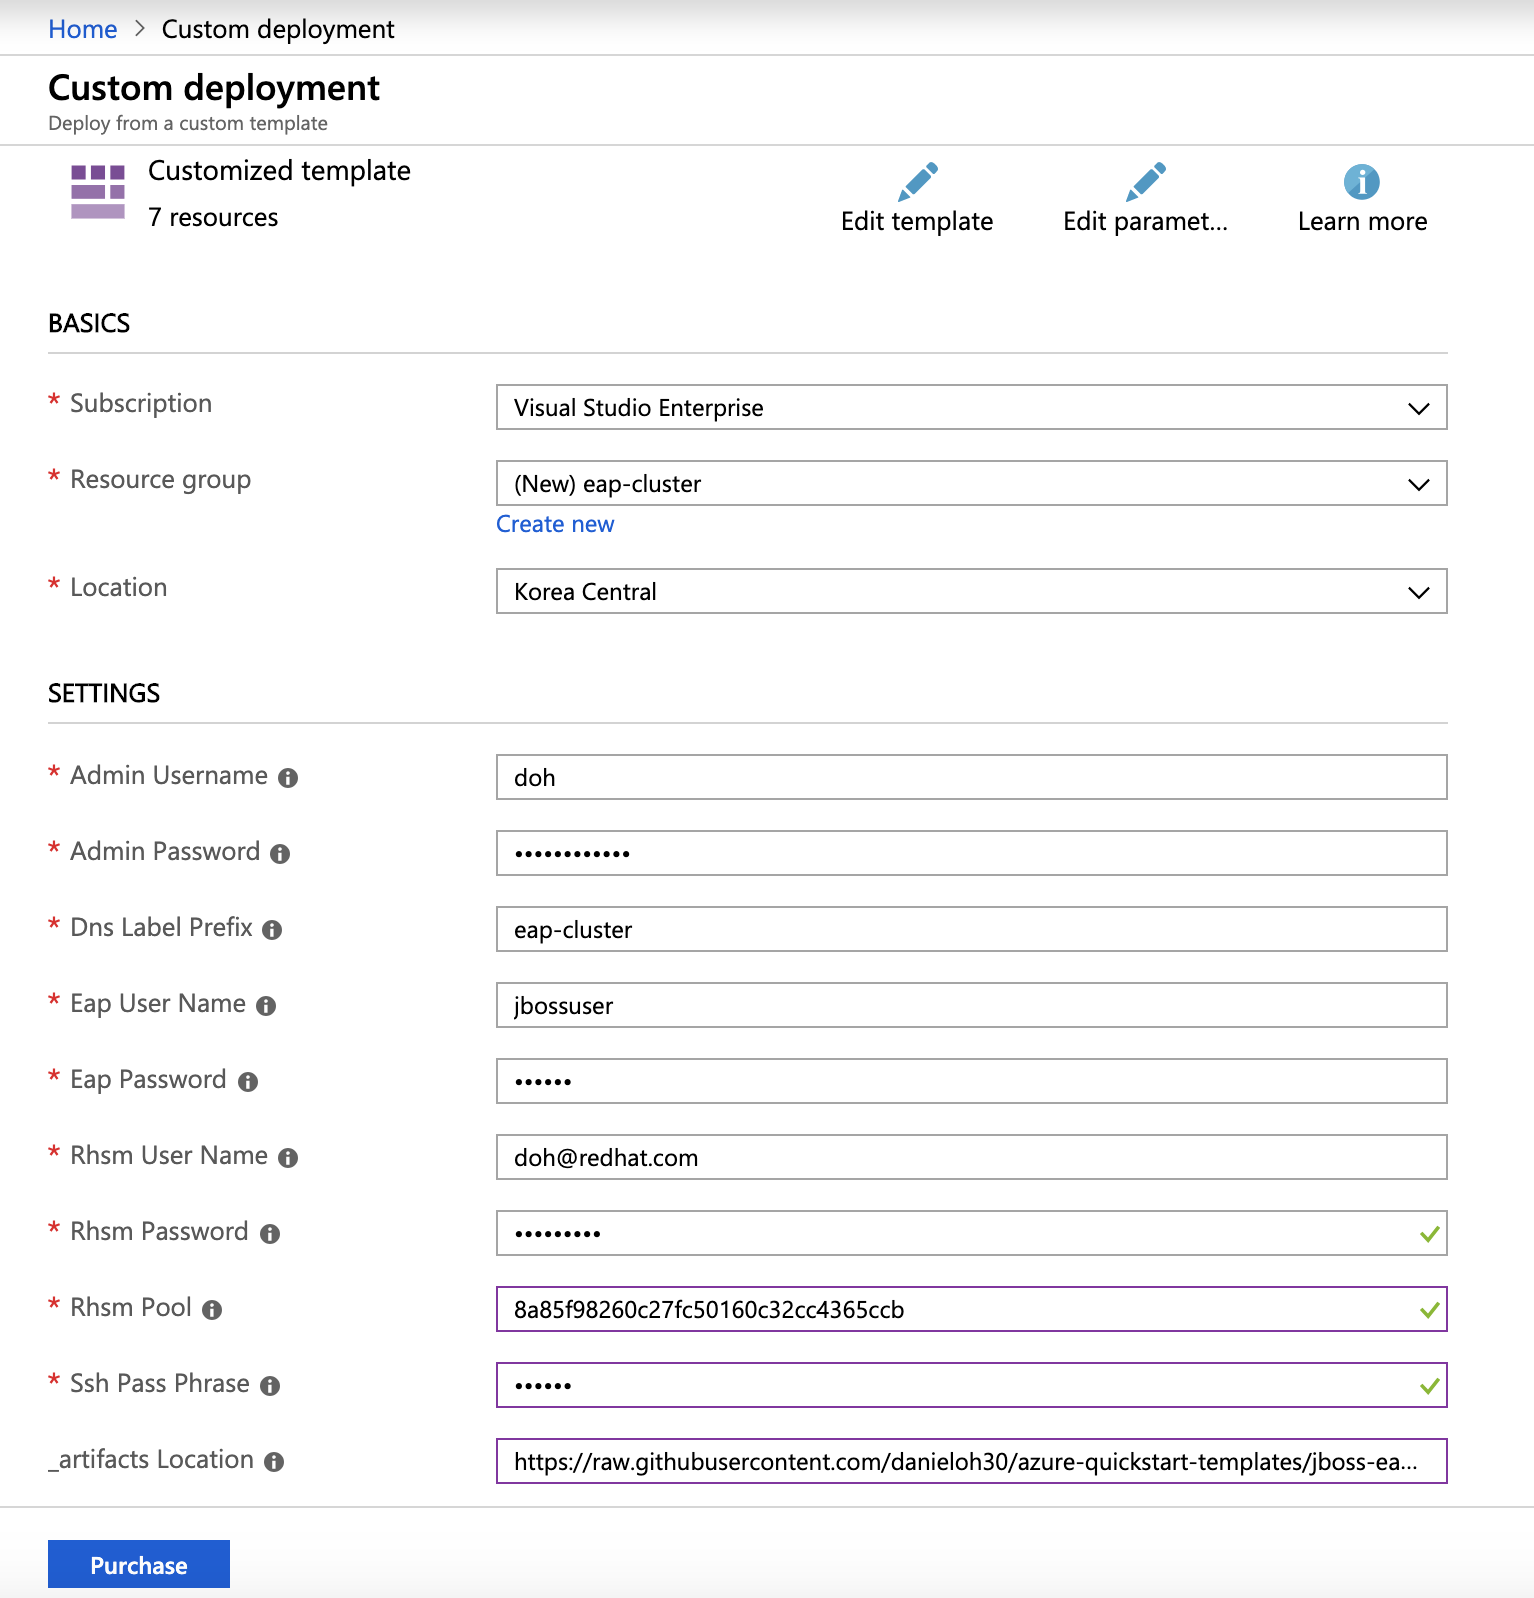 Home > Custom deployment
Custom deployment
Deploy from a custom template
Customized template
7 resources
Edit template
Edit paramet...
Learn more
BASICS
* Subscription
Visual Studio Enterprise
* Resource group
(New) eap-cluster
Create new
* Location
Korea Central
SETTINGS
* Admin Username
doh
* Admin Password
••••••••••••
* Dns Label Prefix
eap-cluster
* Eap User Name
jbossuser
* Eap Password
••••••
* Rhsm User Name
doh@redhat.com
* Rhsm Password
•••••••••
* Rhsm Pool
8a85f98260c27fc50160c32cc4365ccb
* Ssh Pass Phrase
••••••
_artifacts Location
https://raw.githubusercontent.com/danieloh30/azure-quickstart-templates/jboss-ea...
Purchase